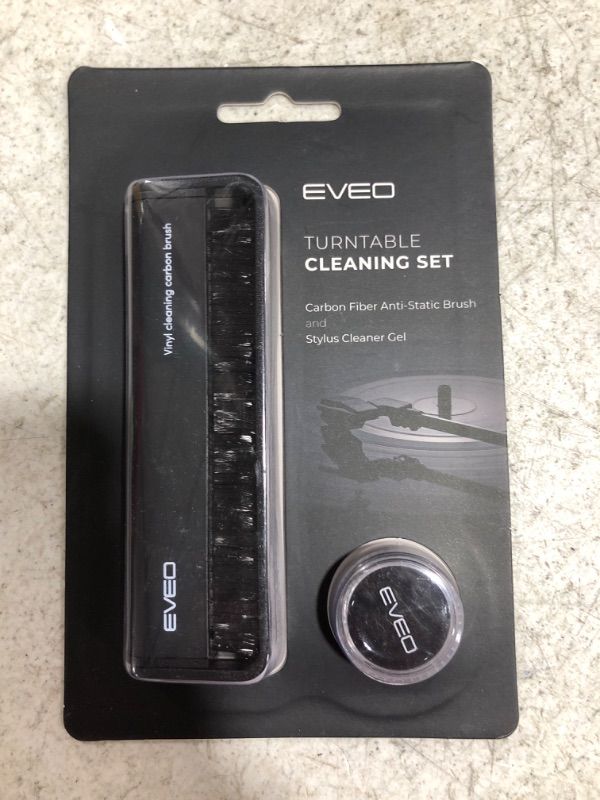 EVEO
TURNTABLE
CLEANING SET
Carbon Fiber Anti-Static Brush
and
Stylus Cleaner Gel
Vinyl cleaning carbon brush
EVEO
EVEO